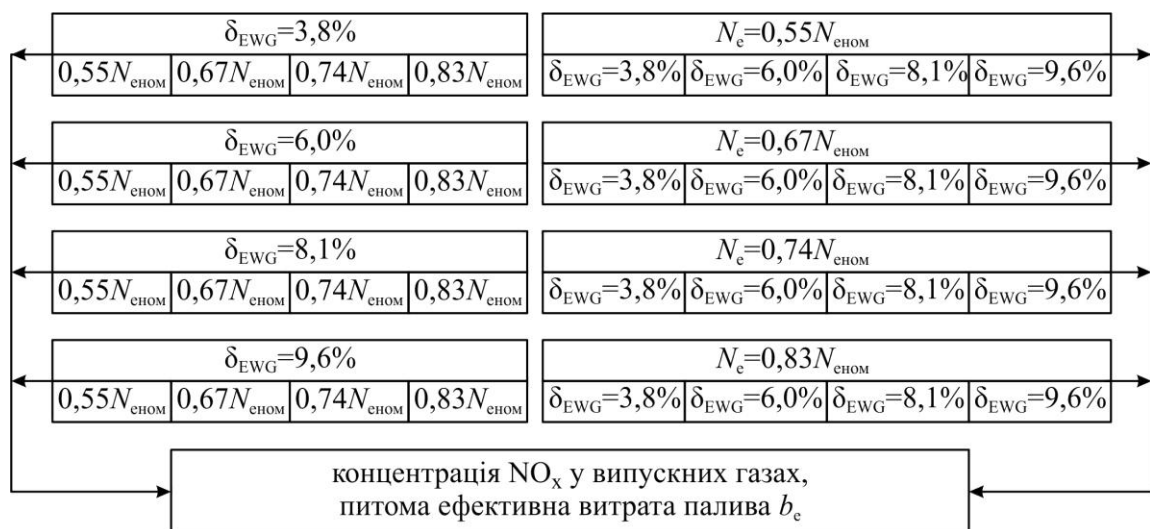 δEWG=3,8% Ne=0,55Nеном
0,55Nеном 0,67Nеном 0,74Nеном 0,83Nеном δEWG=3,8% δEWG=6,0% δEWG=8,1% δEWG=9,6%
δEWG=6,0% Ne=0,67Nеном
0,55Nеном 0,67Nеном 0,74Nеном 0,83Nеном δEWG=3,8% δEWG=6,0% δEWG=8,1% δEWG=9,6%
δEWG=8,1% Ne=0,74Nеном
0,55Nеном 0,67Nеном 0,74Nеном 0,83Nеном δEWG=3,8% δEWG=6,0% δEWG=8,1% δEWG=9,6%
δEWG=9,6% Ne=0,83Nеном
0,55Nеном 0,67Nеном 0,74Nеном 0,83Nеном δEWG=3,8% δEWG=6,0% δEWG=8,1% δEWG=9,6%
концентрація NOx у випускних газах,
питома ефективна витрата палива be